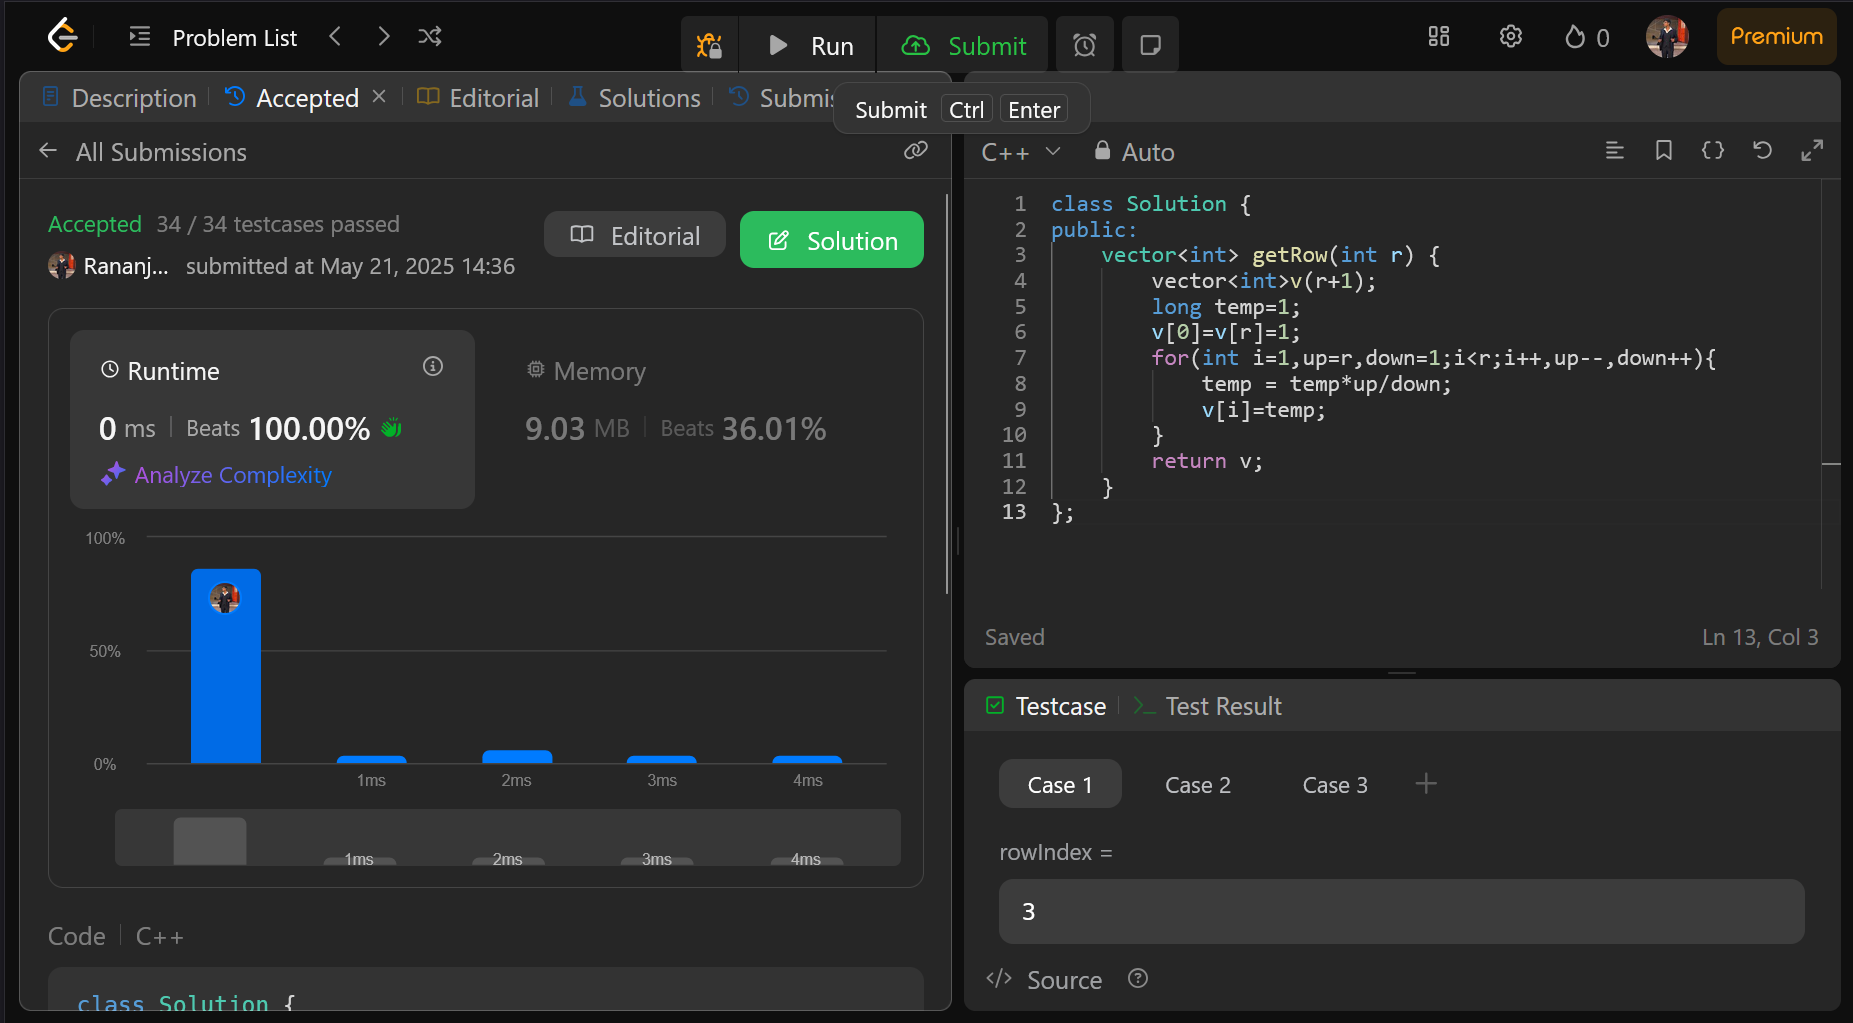 Problem List
Run
Submit
0
Premium
Description
Accepted
Editorial
Solutions
Submis
Submit Ctrl Enter
All Submissions
Accepted 34 / 34 testcases passed
Rananj... submitted at May 21, 2025 14:36
Editorial
Solution
Runtime
0 ms Beats 100.00%
Analyze Complexity
Memory
9.03 MB Beats 36.01%
100%
50%
0%
1ms 2ms 3ms 4ms
1ms 2ms 3ms 4ms
Code C++
class Solution {
C++ Auto
1 class Solution {
2 public:
3     vector<int> getRow(int r) {
4         vector<int>v(r+1);
5         long temp=1;
6         v[0]=v[r]=1;
7         for(int i=1,up=r,down=1;i<r;i++,up--,down++){
8             temp = temp*up/down;
9             v[i]=temp;
10         }
11         return v;
12     }
13 };
Saved
Ln 13, Col 3
Testcase
>_ Test Result
Case 1 Case 2 Case 3 +
rowIndex =
3
</> Source ?